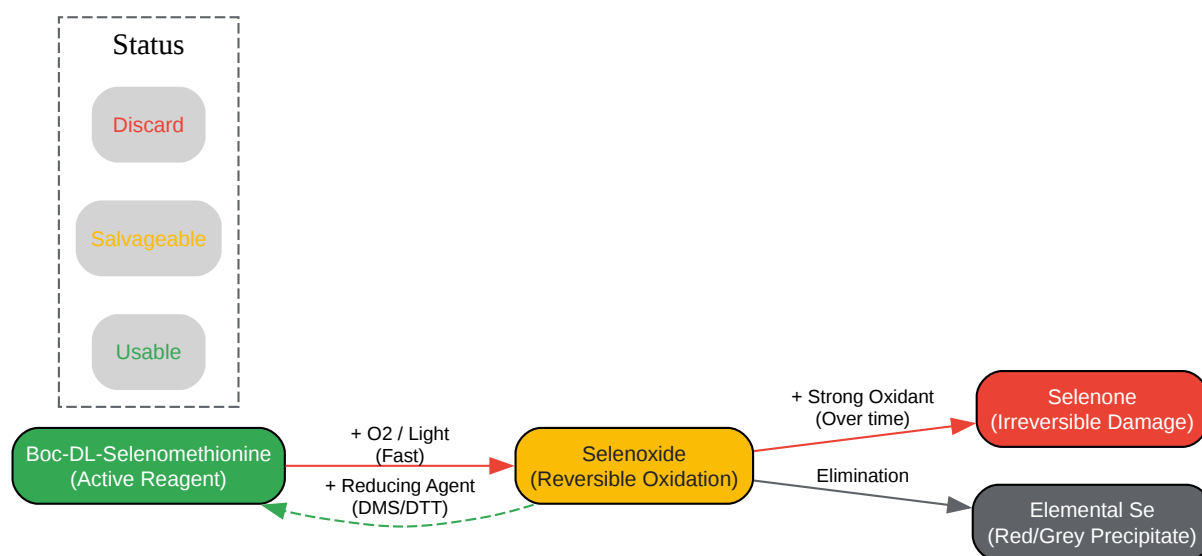 Status
Discard
Salvageable
Usable
Boc-DL-Selenomethionine
(Active Reagent)
+ O2 / Light
(Fast)
+ Reducing Agent
(DMS/DTT)
Selenoxide
(Reversible Oxidation)
+ Strong Oxidant
(Over time)
Elimination
Selenone
(Irreversible Damage)
Elemental Se
(Red/Grey Precipitate)